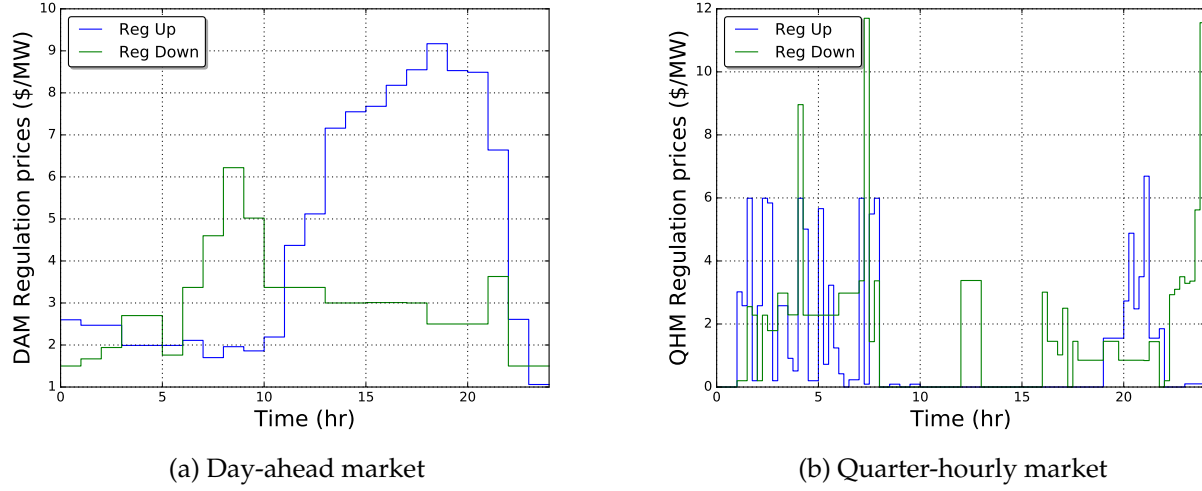 DAM Regulation prices ($/MW)
10
9
8
7
6
5
4
3
2
1
Reg Up
Reg Down
0 5 10 15 20
Time (hr)
(a) Day-ahead market
QHM Regulation prices ($/MW)
12
10
8
6
4
2
0
Reg Up
Reg Down
0 5 10 15 20
Time (hr)
(b) Quarter-hourly market